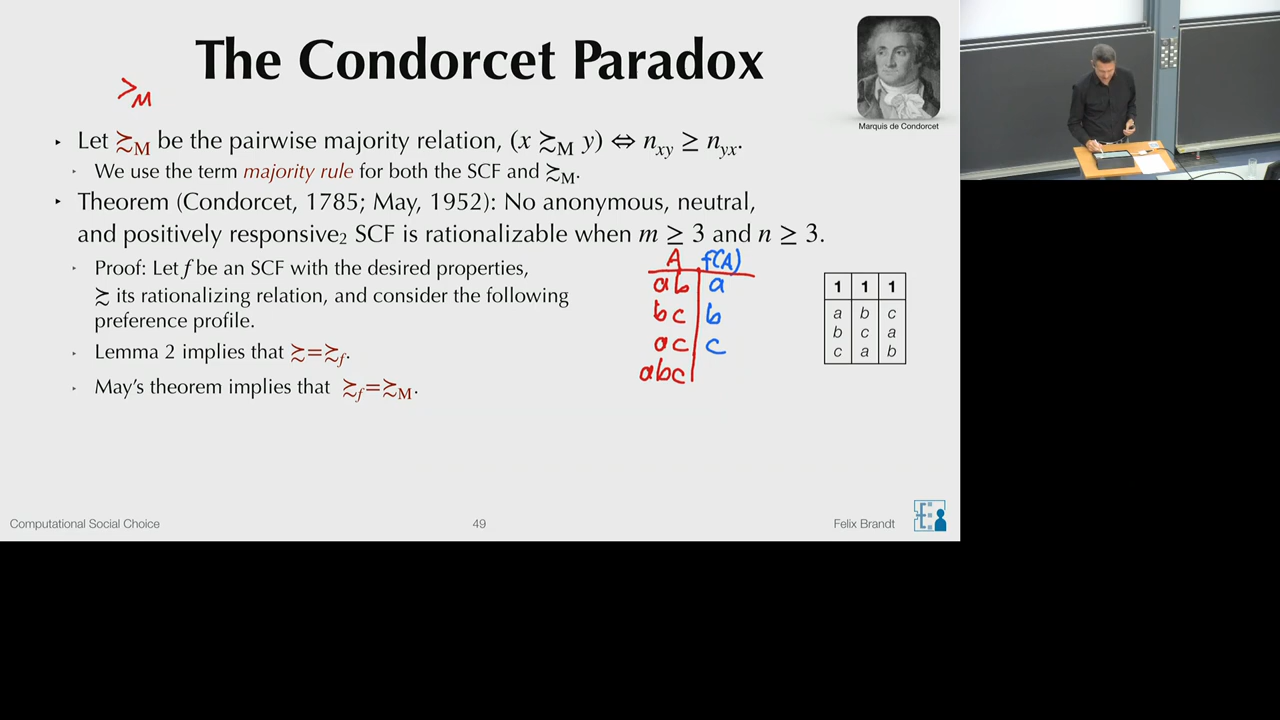 The Condorcet Paradox
Marquis de Condorcet
≻M
‣ Let ≿M be the pairwise majority relation, (x ≿M y) ⇔ nxy ≥ nyx.
‣ We use the term majority rule for both the SCF and ≿M.
‣ Theorem (Condorcet, 1785; May, 1952): No anonymous, neutral,
and positively responsive₂ SCF is rationalizable when m ≥ 3 and n ≥ 3.
‣ Proof: Let f be an SCF with the desired properties,
≿ its rationalizing relation, and consider the following
preference profile.
‣ Lemma 2 implies that ≿=≿f.
‣ May's theorem implies that ≿f=≿M.
A f(A)
ab a
bc b
ac c
abc
1 1 1
a b c
b c a
c a b
Computational Social Choice
49
Felix Brandt